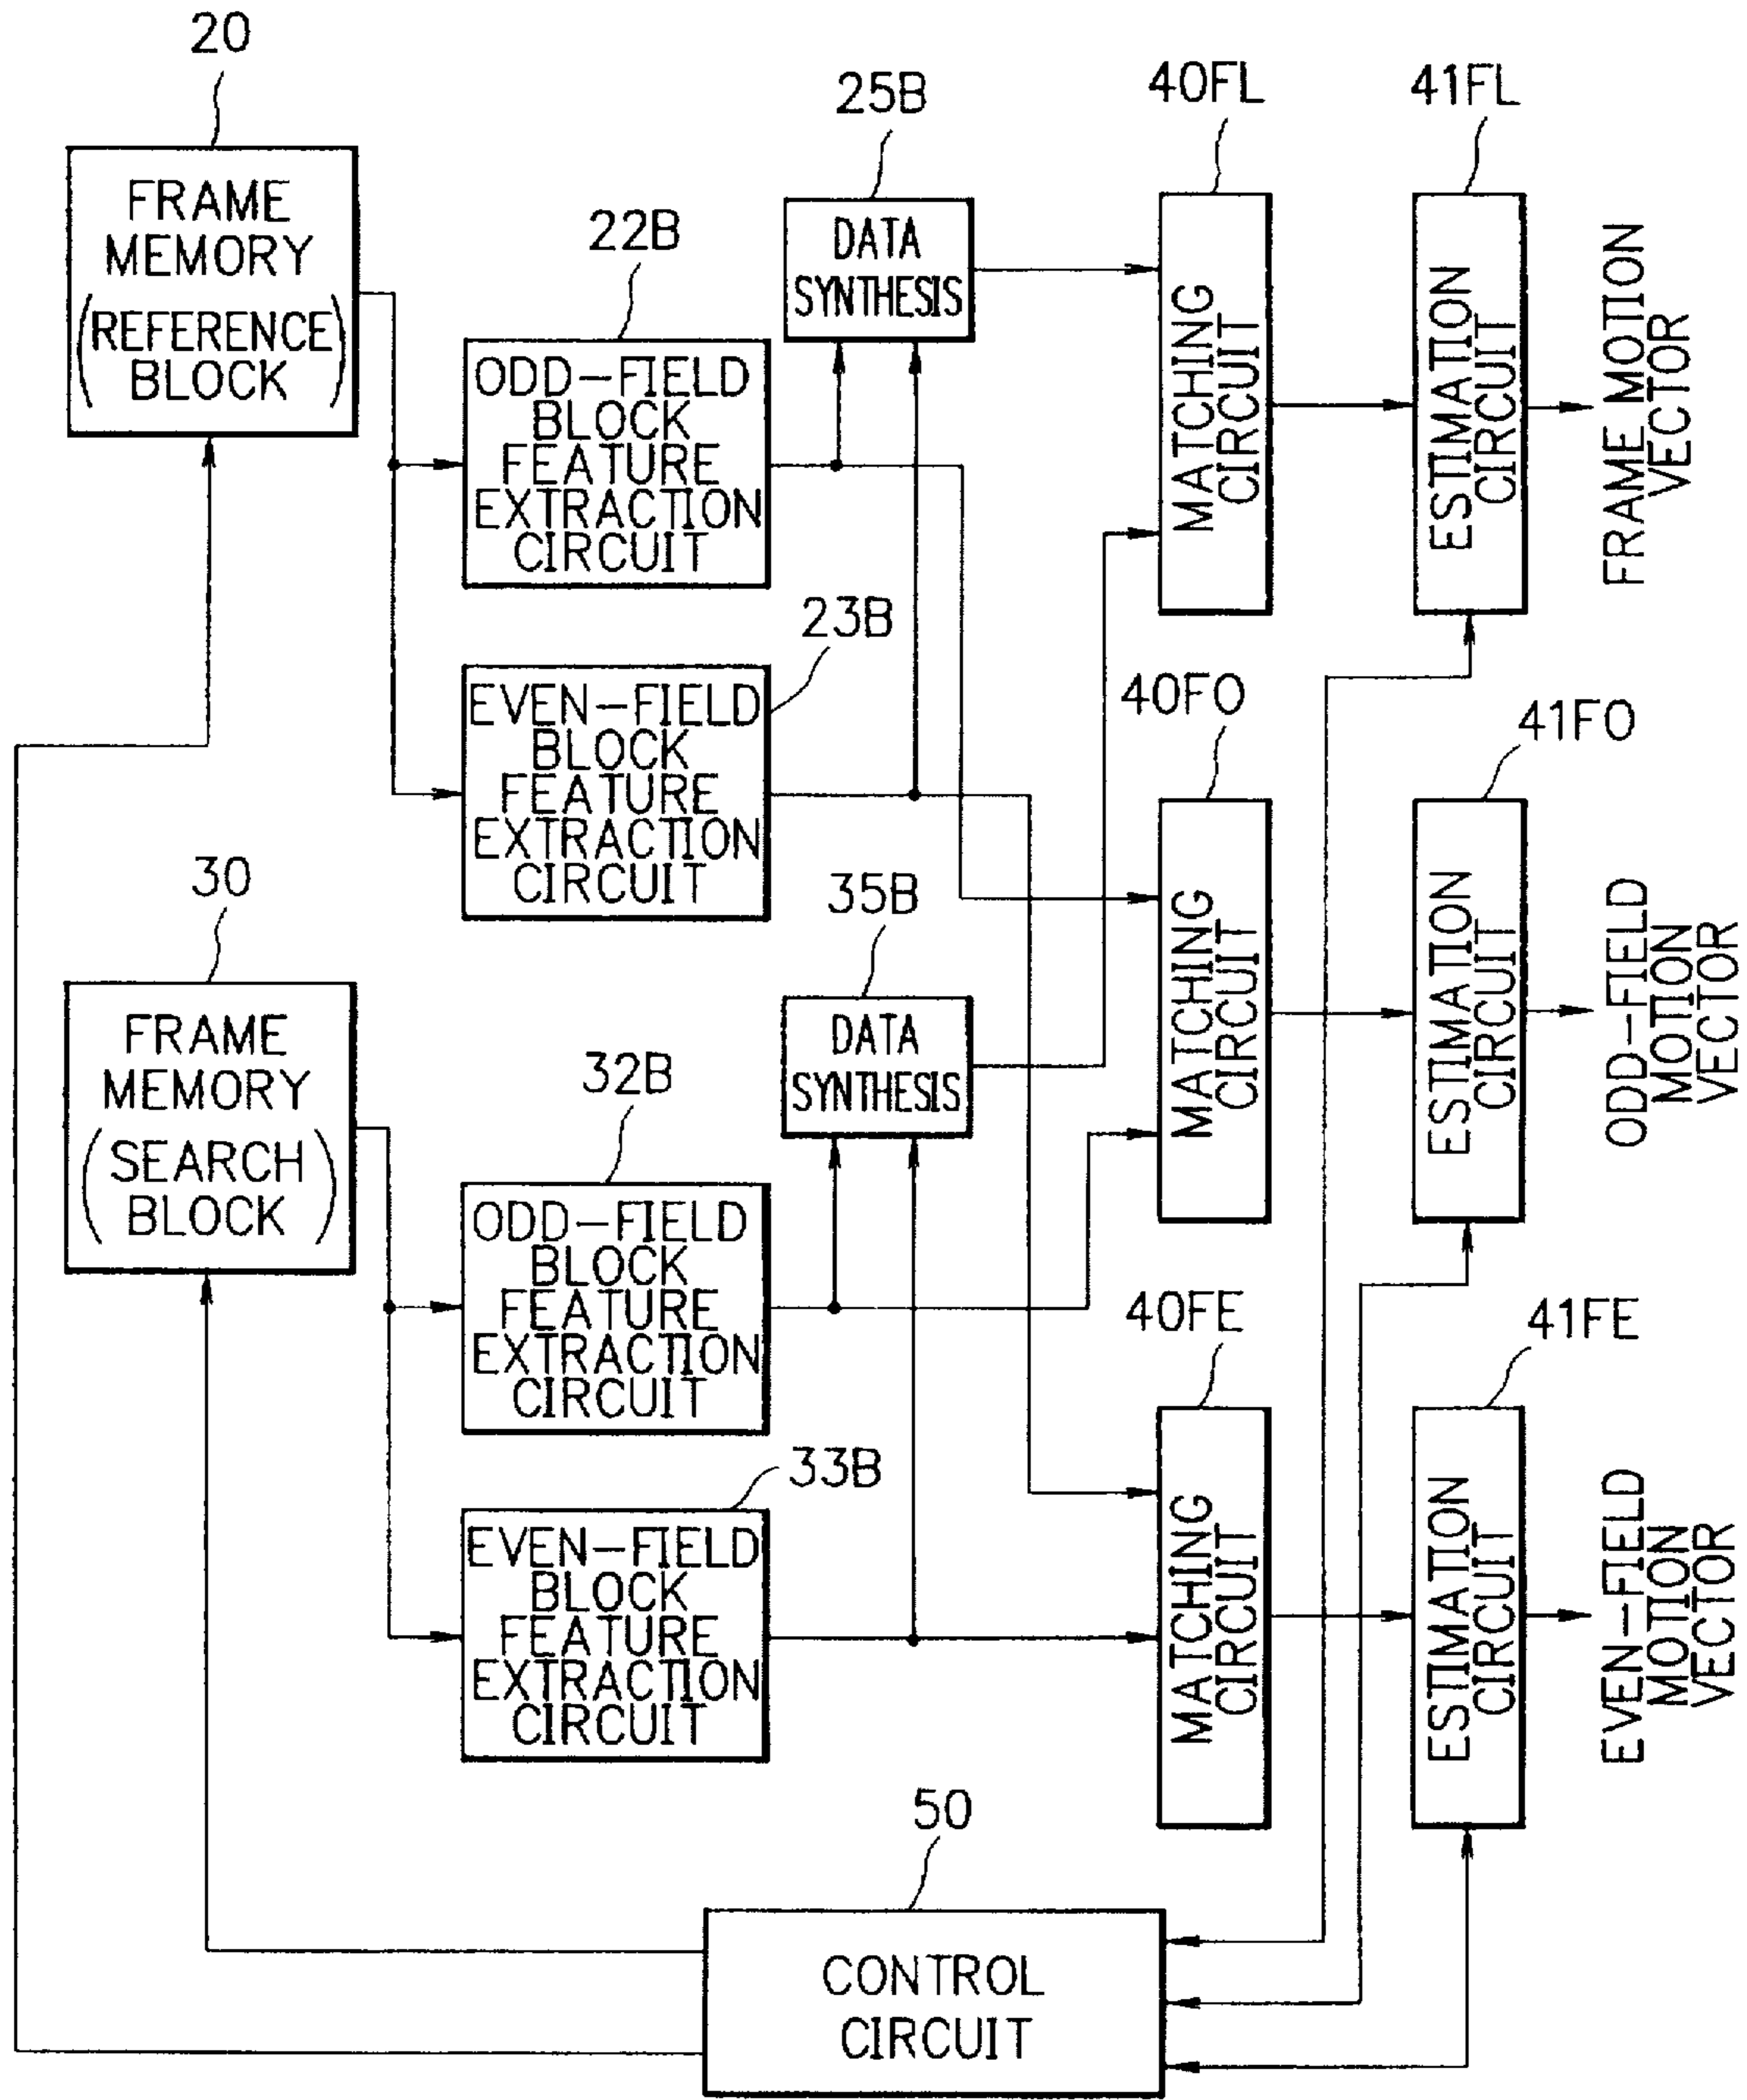 20
FRAME
MEMORY
(REFERENCE
BLOCK)
22B
ODD-FIELD
BLOCK
FEATURE
EXTRACTION
CIRCUIT
23B
EVEN-FIELD
BLOCK
FEATURE
EXTRACTION
CIRCUIT
25B
DATA
SYNTHESIS
40FL
MATCHING
CIRCUIT
41FL
ESTIMATION
CIRCUIT
FRAME MOTION
VECTOR
30
FRAME
MEMORY
(SEARCH
BLOCK)
32B
ODD-FIELD
BLOCK
FEATURE
EXTRACTION
CIRCUIT
33B
EVEN-FIELD
BLOCK
FEATURE
EXTRACTION
CIRCUIT
35B
DATA
SYNTHESIS
40FO
MATCHING
CIRCUIT
41FO
ESTIMATION
CIRCUIT
ODD-FIELD
MOTION
VECTOR
40FE
MATCHING
CIRCUIT
41FE
ESTIMATION
CIRCUIT
EVEN-FIELD
MOTION
VECTOR
50
CONTROL
CIRCUIT